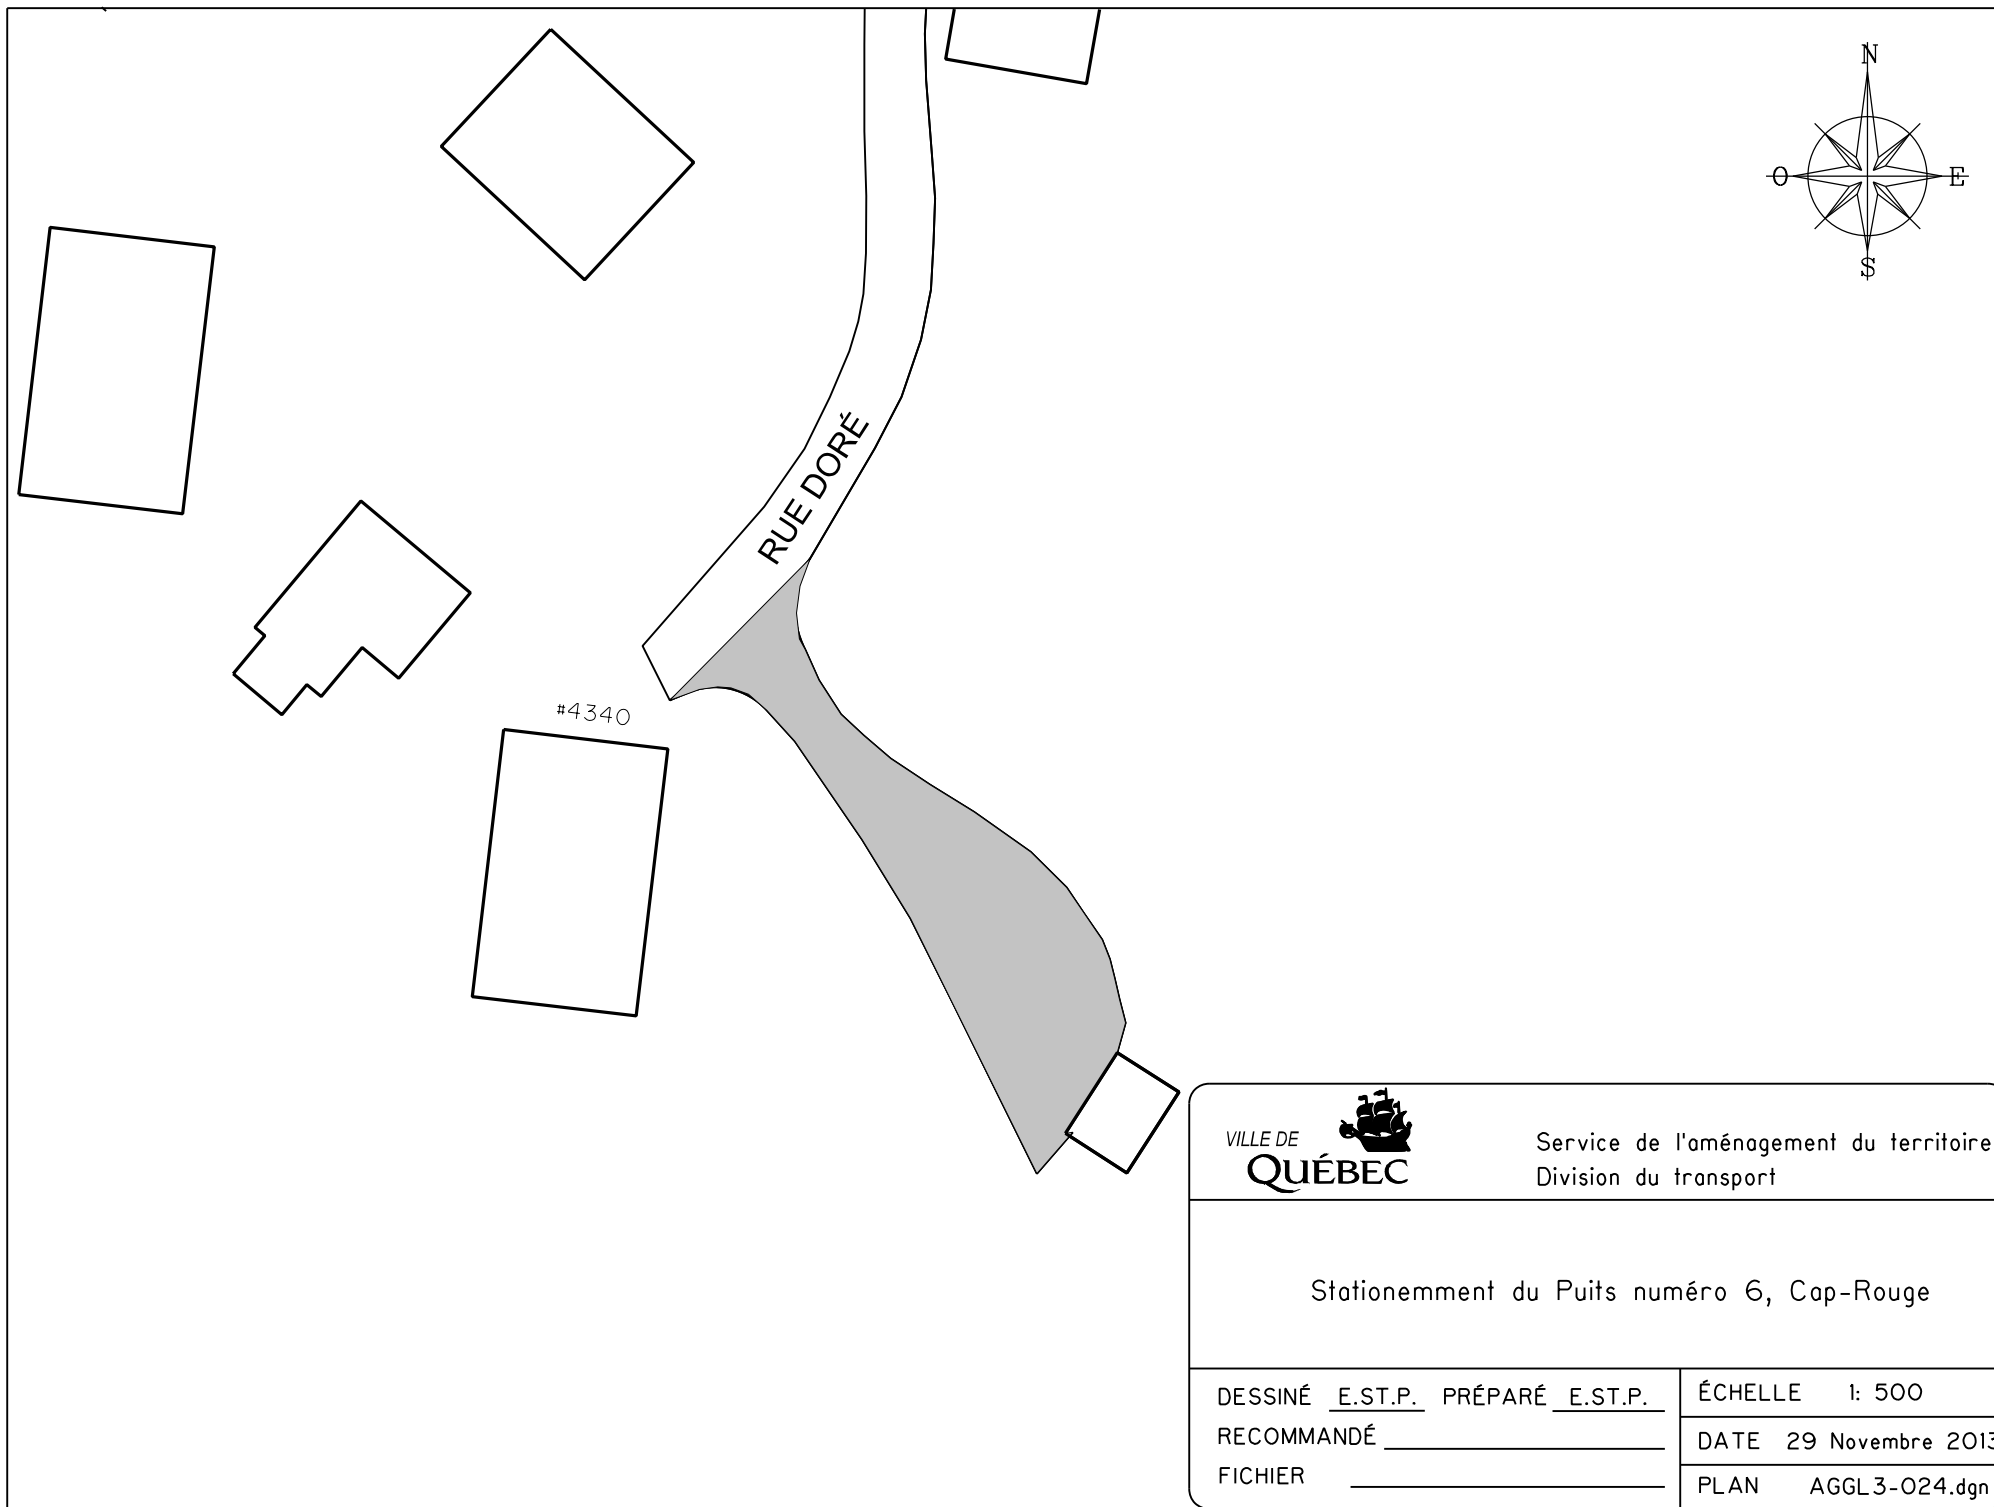 N
O E
S
RUE DORÉ
#4340
VILLE DE
QUÉBEC
Service de l'aménagement du territoire
Division du transport
Stationemment du Puits numéro 6, Cap-Rouge
DESSINÉ E.ST.P. PRÉPARÉ E.ST.P.
RECOMMANDÉ
FICHIER
ÉCHELLE 1: 500
DATE 29 Novembre 2013
PLAN AGGL3-024.dgn